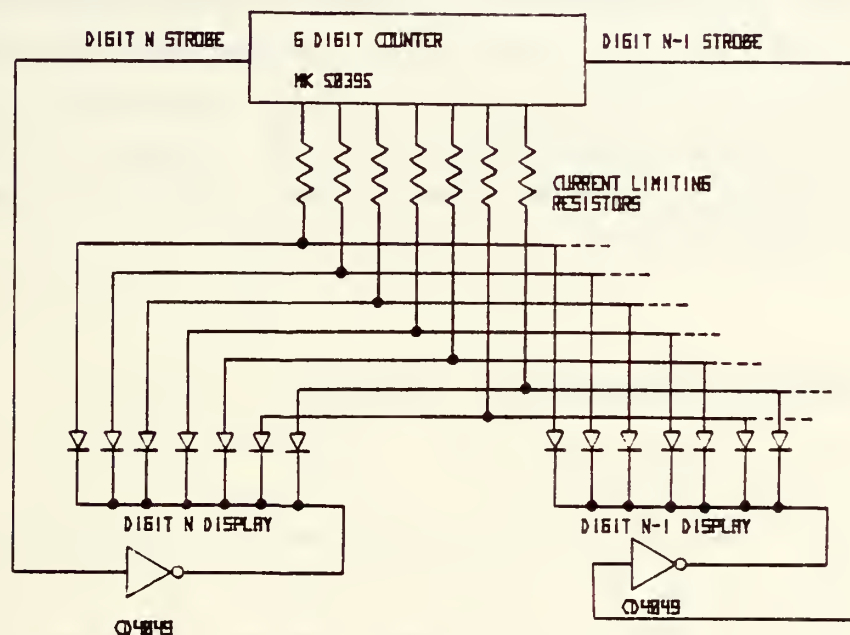 DIGIT N STROBE
6 DIGIT COUNTER
MK 50395
DIGIT N-1 STROBE
CURRENT LIMITING
RESISTORS
DIGIT N DISPLAY
DIGIT N-1 DISPLAY
CD4049
CD4049